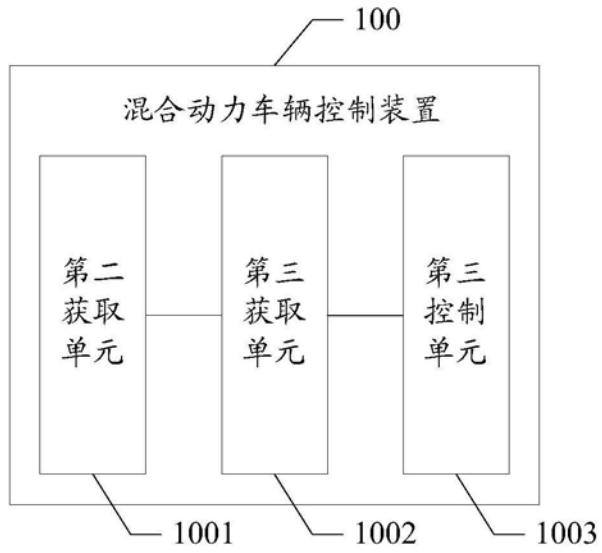 100
混合动力车辆控制装置
第二
获取
单元
第三
获取
单元
第三
控制
单元
1001
1002
1003